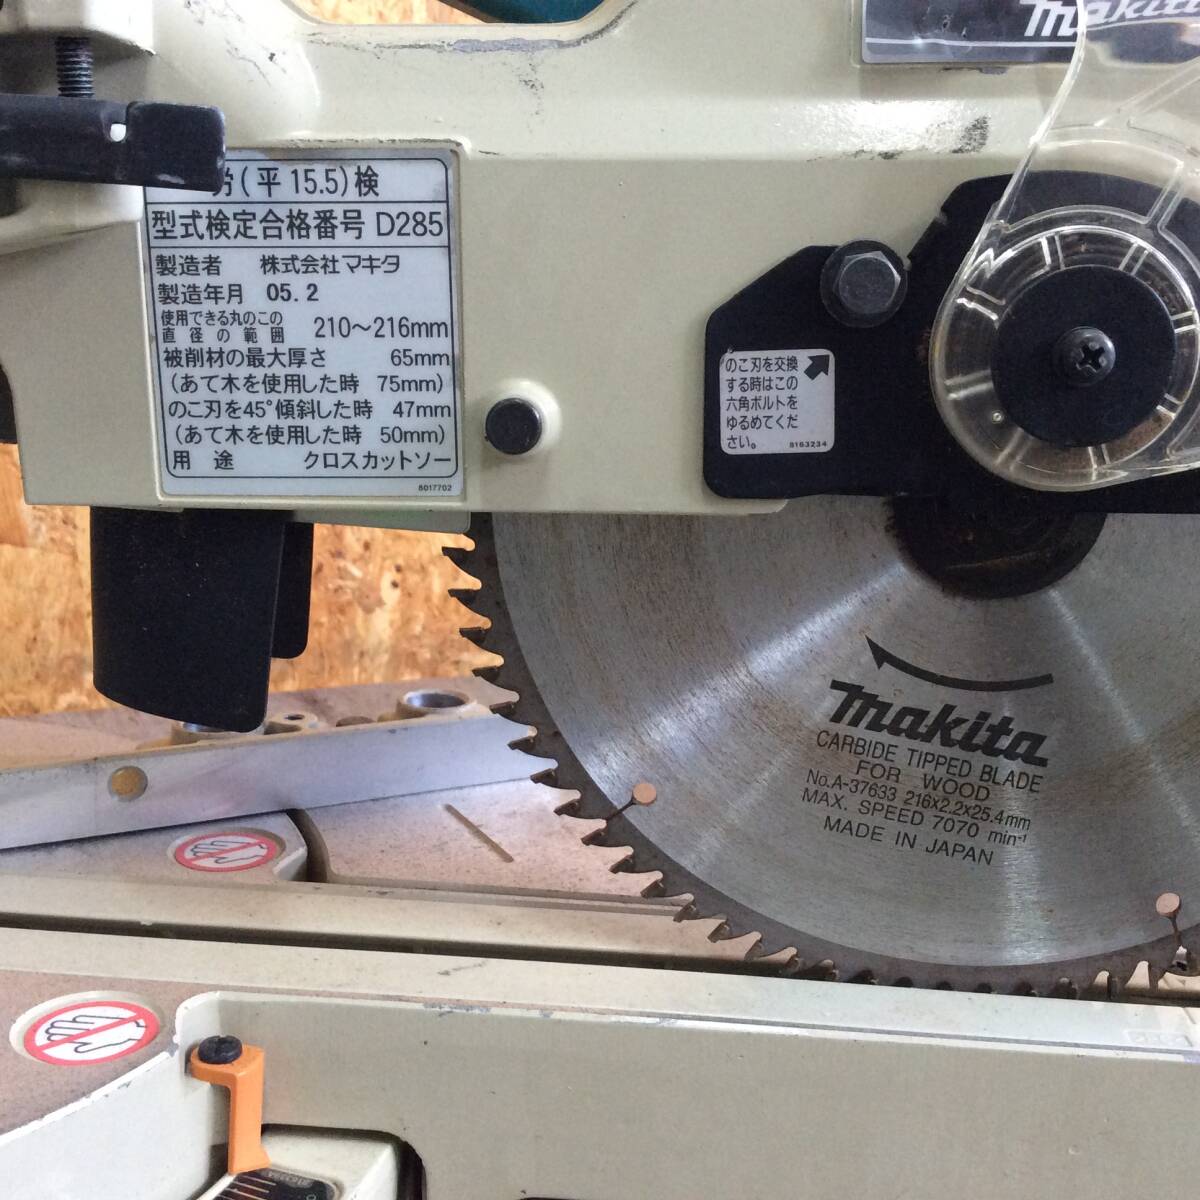 makita
労(平15.5)検
型式検定合格番号 D285
製造者 株式会社マキタ
製造年月 05.2
使用できる丸のこの
直径の範囲 210～216mm
被削材の最大厚さ 65mm
(あて木を使用した時 75mm)
のこ刃を45°傾斜した時 47mm
(あて木を使用した時 50mm)
用途 クロスカットソー
8017702
のこ刃を交換
する時はこの
六角ボルトを
ゆるめてくだ
さい。
8163234
makita
CARBIDE TIPPED BLADE
FOR WOOD
No.A-37633 216x2.2x25.4mm
MAX. SPEED 7070 min⁻¹
MADE IN JAPAN